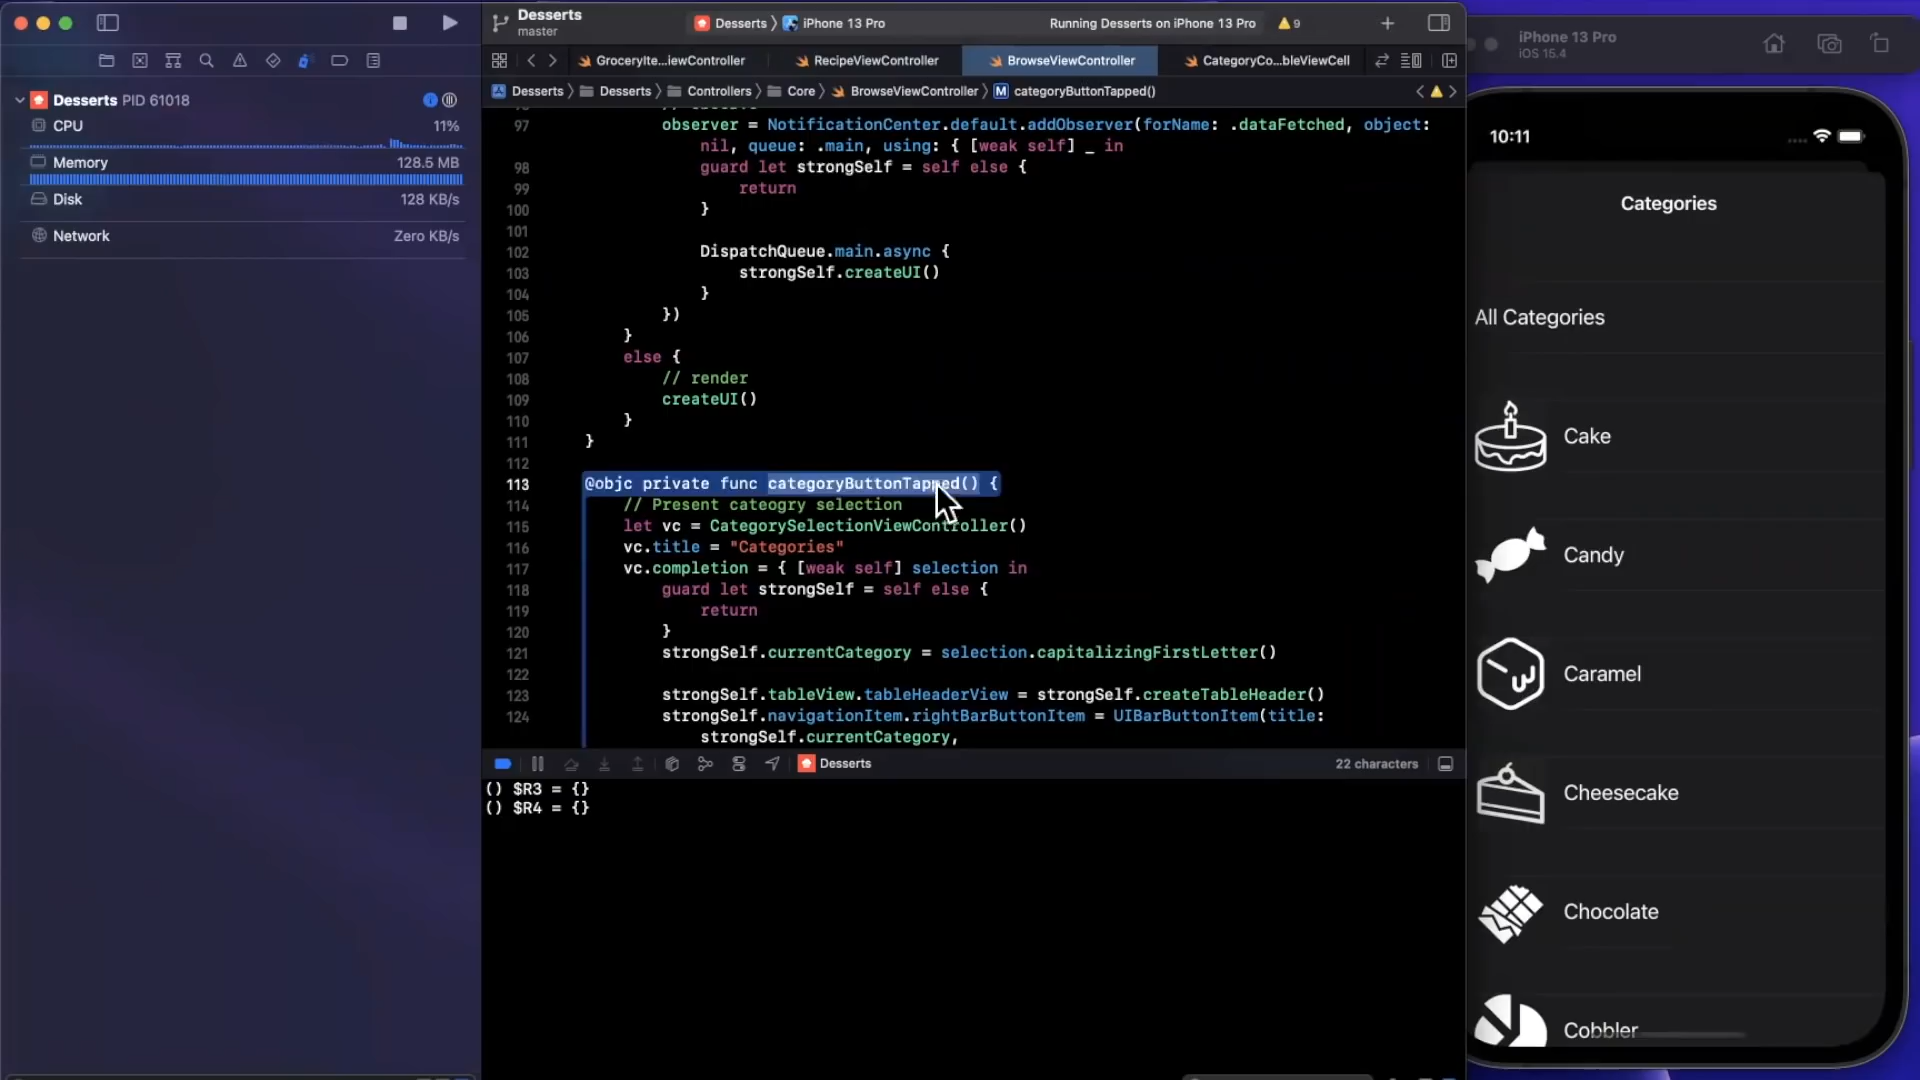 Desserts
master
Desserts
iPhone 13 Pro
Running Desserts on iPhone 13 Pro
9
GroceryIte...iewController
RecipeViewController
BrowseViewController
CategoryCo...bleViewCell
Desserts
Desserts
Controllers
Core
BrowseViewController
M categoryButtonTapped()
Desserts PID 61018
CPU
11%
Memory
128.5 MB
Disk
128 KB/s
Network
Zero KB/s
97 observer = NotificationCenter.default.addObserver(forName: .dataFetched, object:
nil, queue: .main, using: { [weak self] _ in
98 guard let strongSelf = self else {
99 return
100 }
101
102 DispatchQueue.main.async {
103 strongSelf.createUI()
104 }
105 })
106 }
107 else {
108 // render
109 createUI()
110 }
111 }
112
113 @objc private func categoryButtonTapped() {
114 // Present cateogry selection
115 let vc = CategorySelectionViewController()
116 vc.title = "Categories"
117 vc.completion = { [weak self] selection in
118 guard let strongSelf = self else {
119 return
120 }
121 strongSelf.currentCategory = selection.capitalizingFirstLetter()
122
123 strongSelf.tableView.tableHeaderView = strongSelf.createTableHeader()
124 strongSelf.navigationItem.rightBarButtonItem = UIBarButtonItem(title:
strongSelf.currentCategory,
Desserts
22 characters
() $R3 = {}
() $R4 = {}
iPhone 13 Pro
iOS 15.4
10:11
Categories
All Categories
Cake
Candy
Caramel
Cheesecake
Chocolate
Cobbler